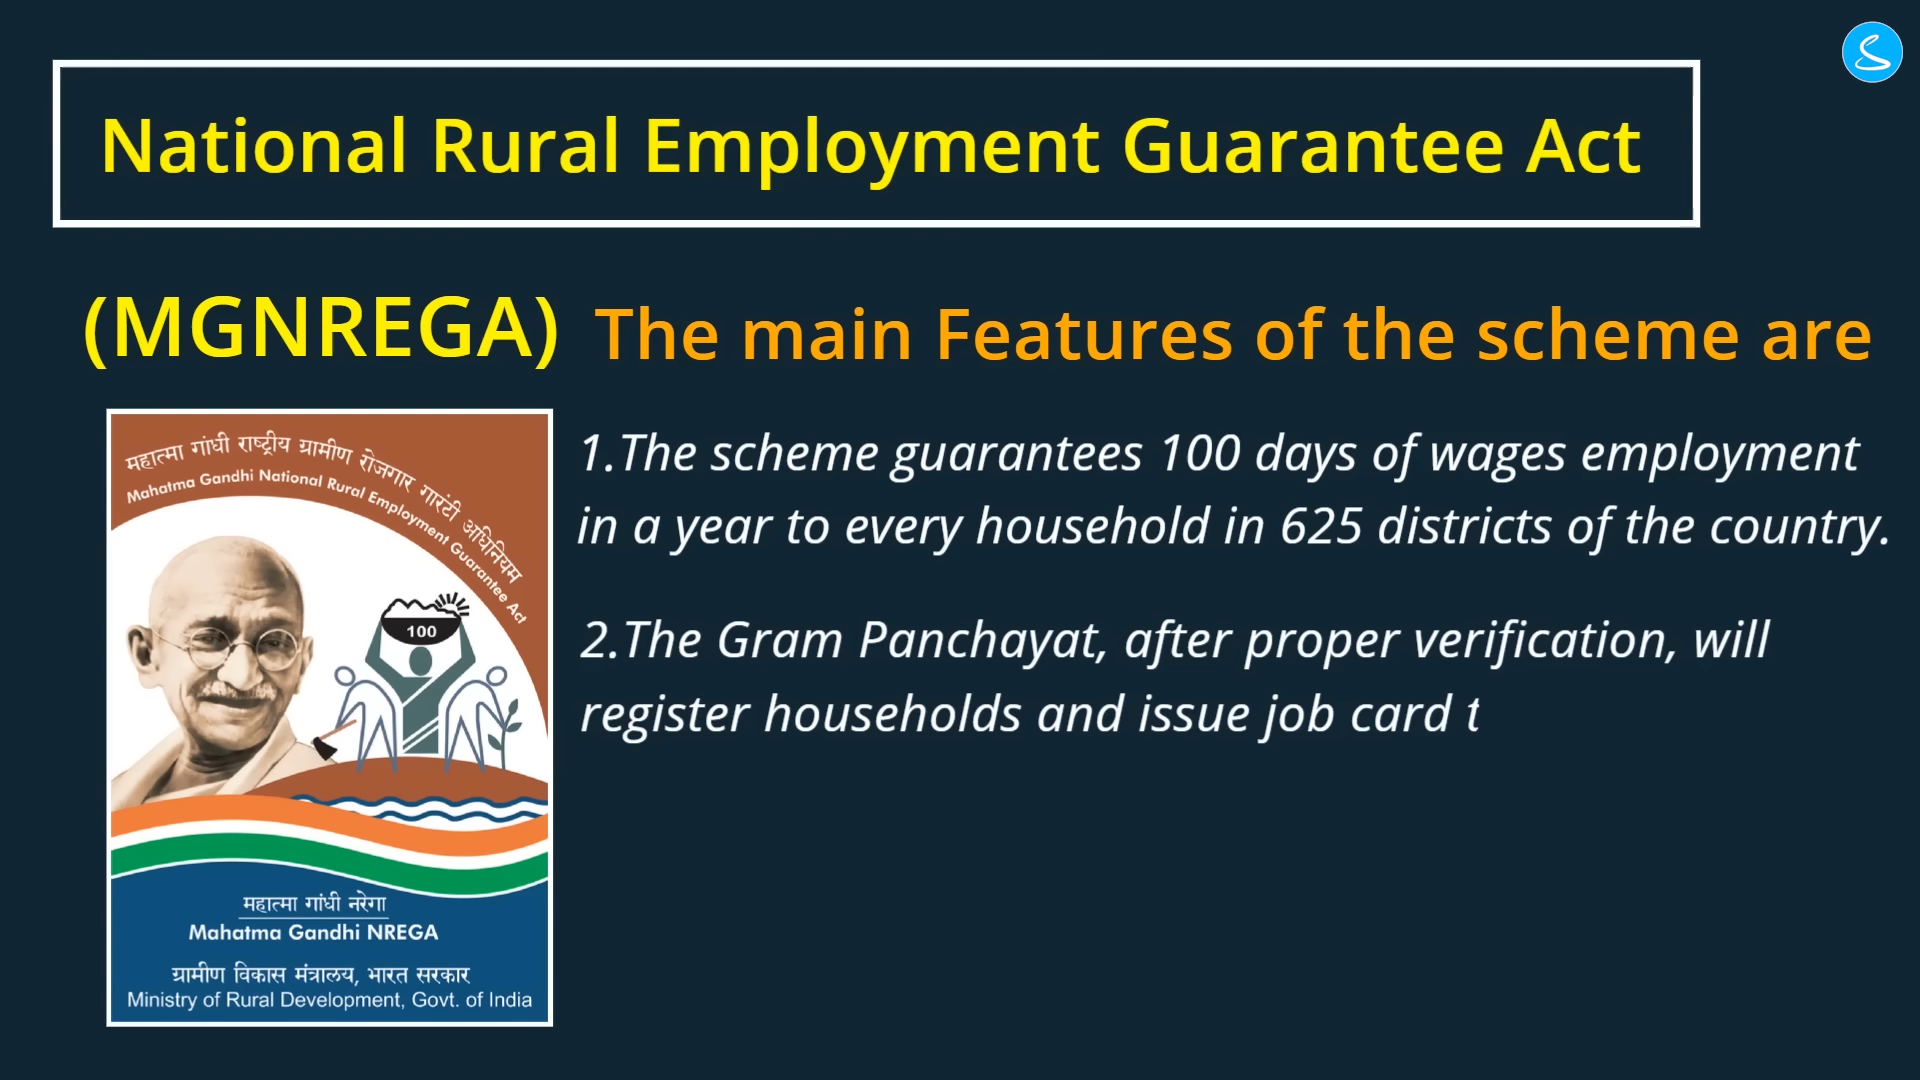 National Rural Employment Guarantee Act
(MGNREGA) The main Features of the scheme are
महात्मा गांधी राष्ट्रीय ग्रामीण रोजगार गारंटी अधिनियम
Mahatma Gandhi National Rural Employment Guarantee Act
100
महात्मा गांधी नरेगा
Mahatma Gandhi NREGA
ग्रामीण विकास मंत्रालय, भारत सरकार
Ministry of Rural Development, Govt. of India
1.The scheme guarantees 100 days of wages employment
in a year to every household in 625 districts of the country.
2.The Gram Panchayat, after proper verification, will
register households and issue job card t